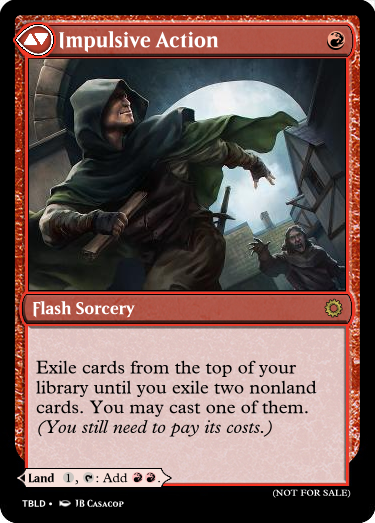 Impulsive Action
Flash Sorcery
Exile cards from the top of your
library until you exile two nonland
cards. You may cast one of them.
(You still need to pay its costs.)
Land 1, : Add .
(NOT FOR SALE)
TBLD • JB Casacop